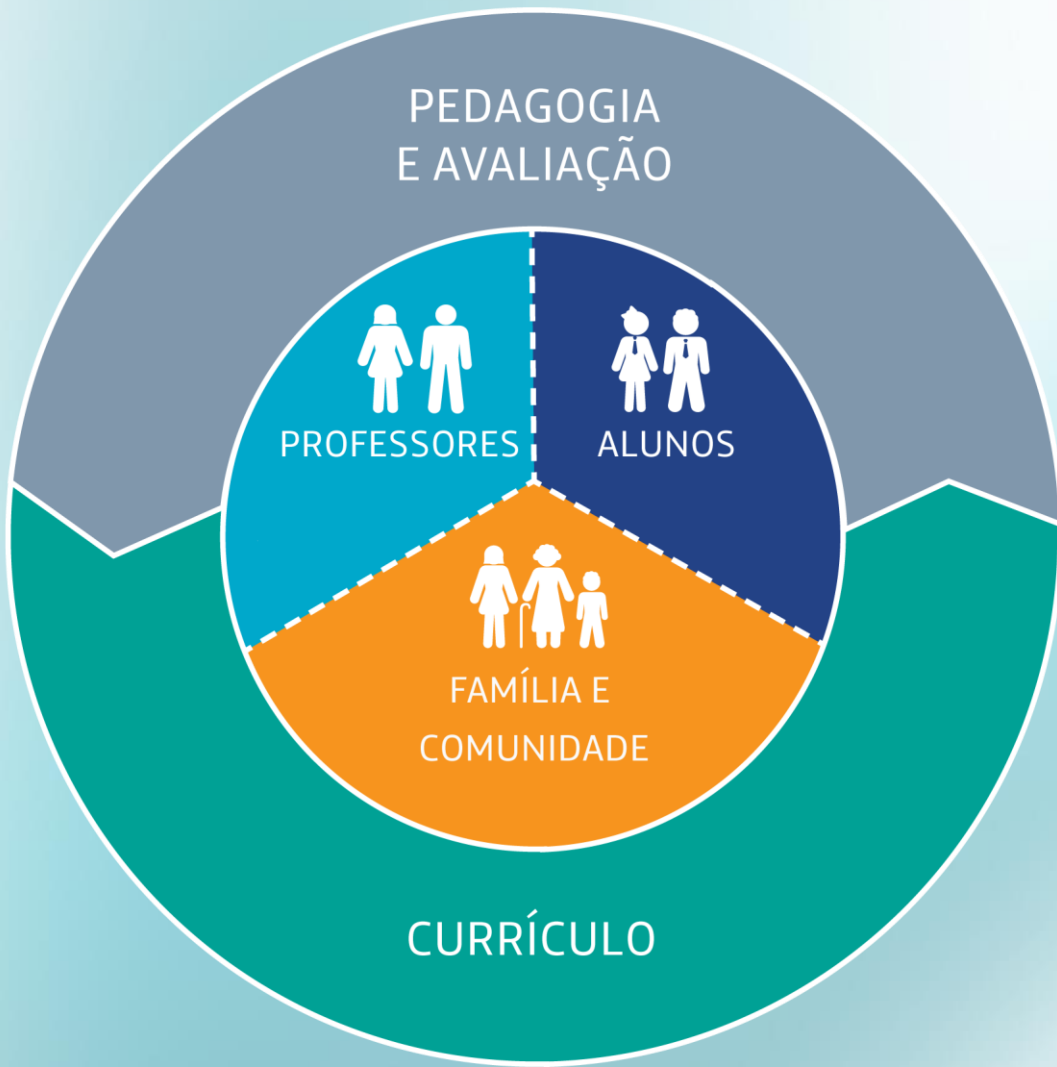 PEDAGOGIA
E AVALIAÇÃO
PROFESSORES
ALUNOS
FAMÍLIA E
COMUNIDADE
CURRÍCULO